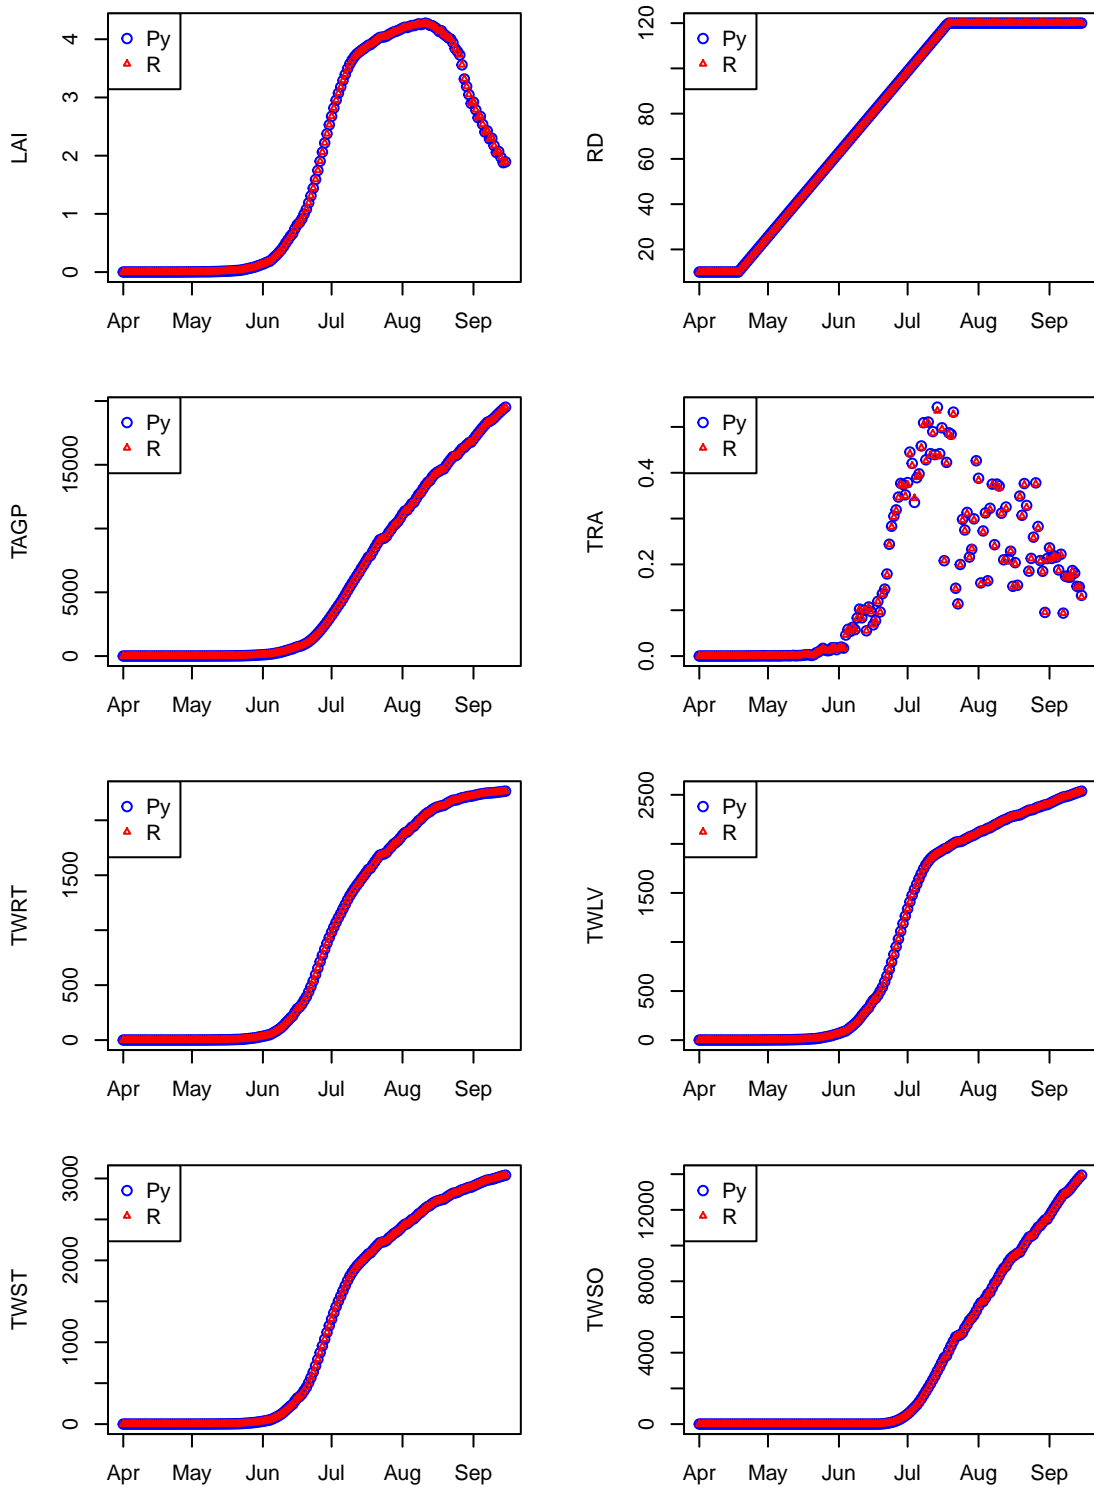 LAI
4
3
2
1
0
Py
R
Apr May Jun Jul Aug Sep
RD
120
80
60
40
20
Py
R
Apr May Jun Jul Aug Sep
TAGP
15000
5000
0
Py
R
Apr May Jun Jul Aug Sep
TRA
0.4
0.2
0.0
Py
R
Apr May Jun Jul Aug Sep
TWRT
1500
500
0
Py
R
Apr May Jun Jul Aug Sep
TWLV
2500
1500
500
0
Py
R
Apr May Jun Jul Aug Sep
TWST
3000
2000
1000
0
Py
R
Apr May Jun Jul Aug Sep
TWSO
12000
8000
4000
0
Py
R
Apr May Jun Jul Aug Sep